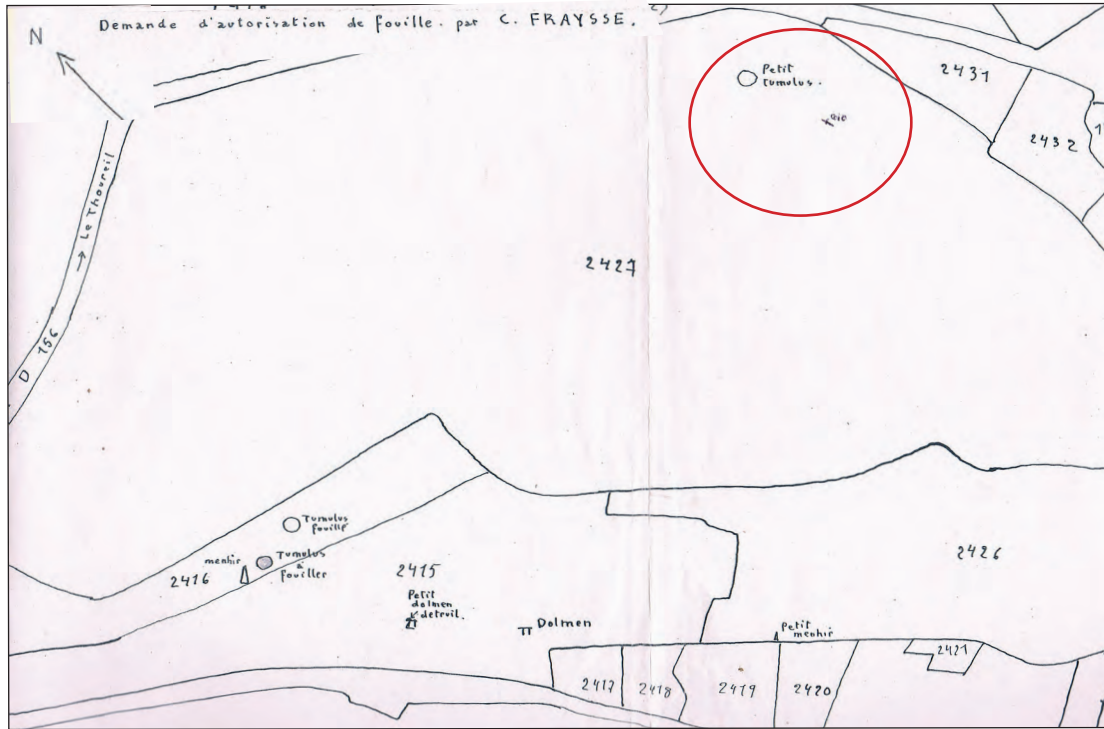 Demande d'autorisation de fouille. par C. FRAYSSE.
N
Petit
tumulus.
2431
2432
D 156 → Le Thoureil
2427
Tumulus
fouillé
menhir
Tumulus
à
fouiller
2416
2415
Petit
dolmen
détruit.
Dolmen
2426
Petit
menhir
2421
2417
2418
2419
2420